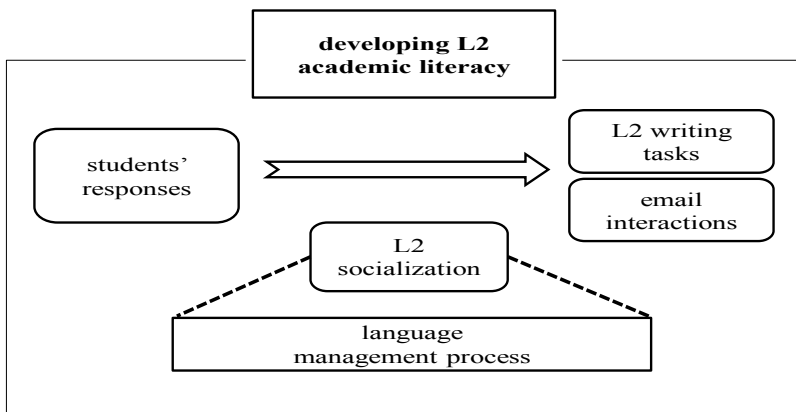 developing L2
academic literacy
students’
responses
L2 writing
tasks
email
interactions
L2
socialization
language
management process